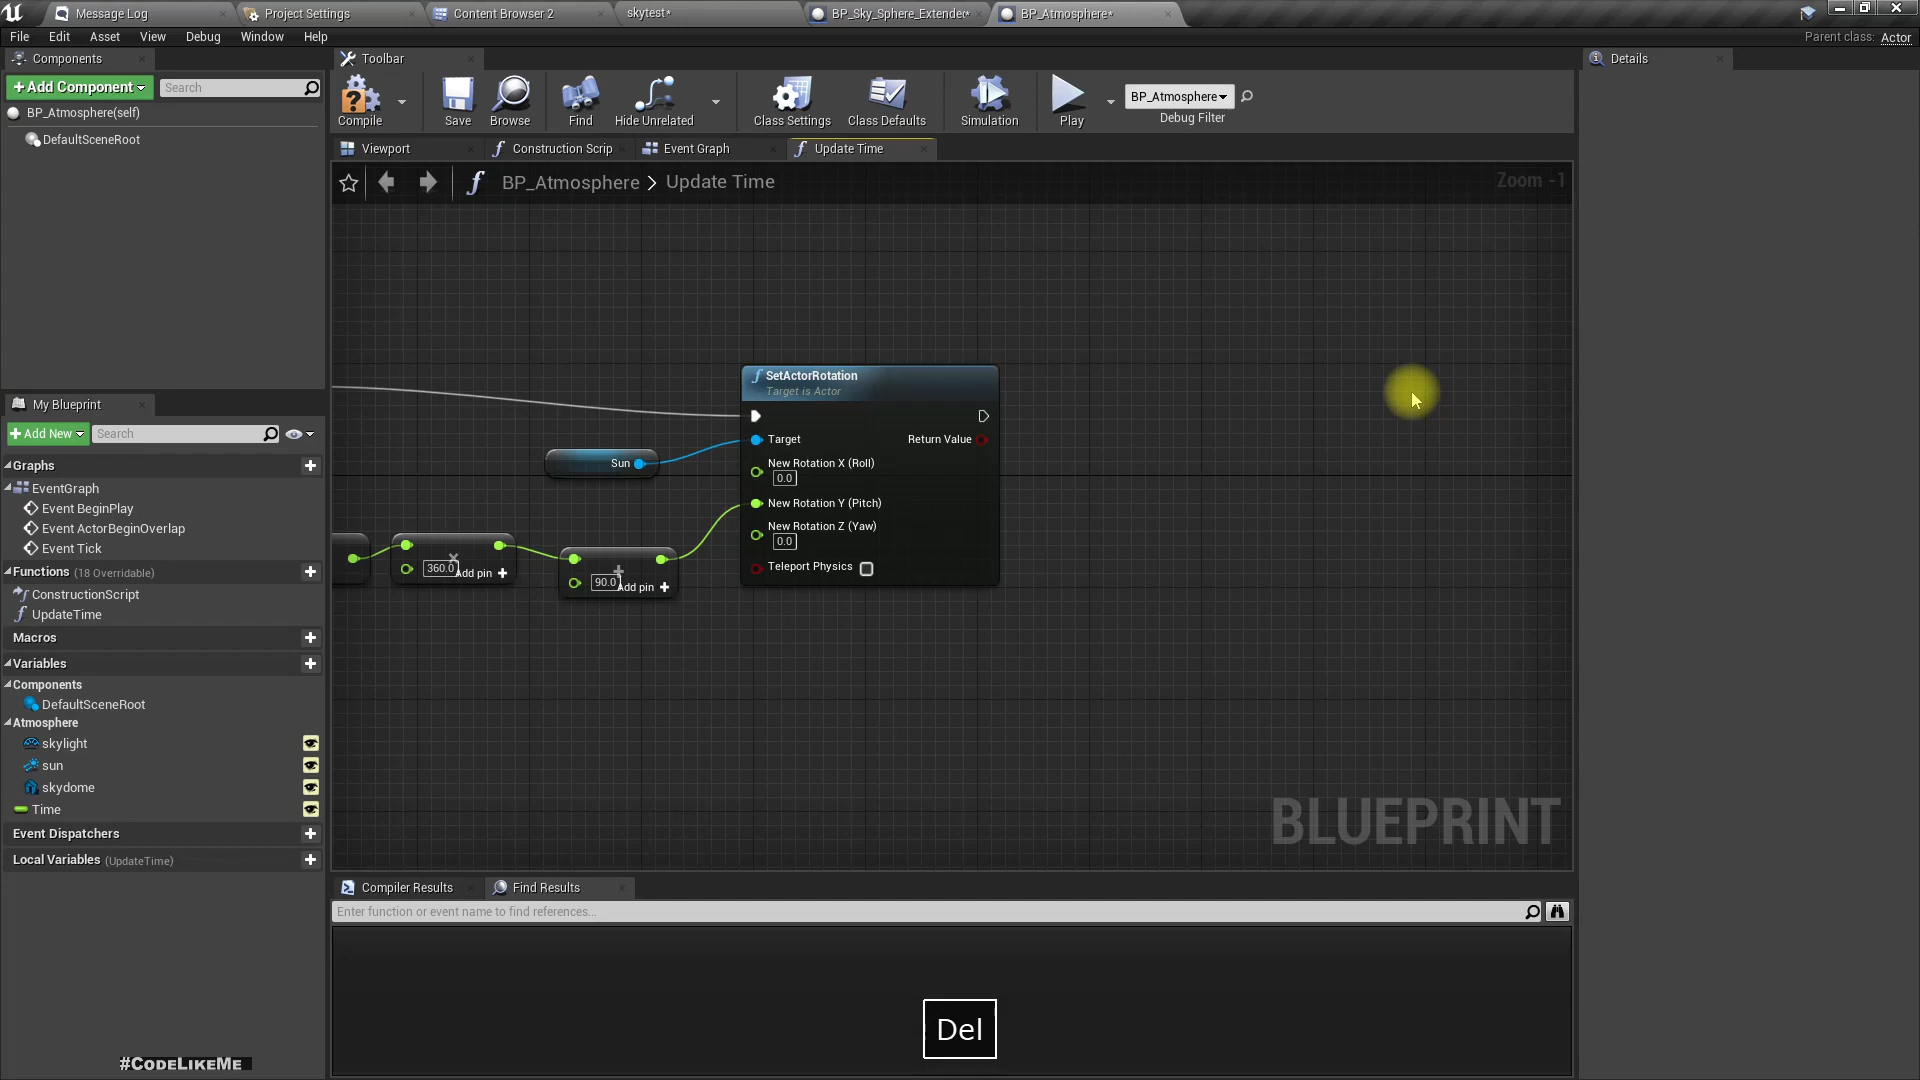 Message Log
Project Settings
Content Browser 2
skytest*
BP_Sky_Sphere_Extended*
BP_Atmosphere*
File Edit Asset View Debug Window Help
Parent class: Actor
Components
Toolbar
Details
Add Component
Search
BP_Atmosphere(self)
DefaultSceneRoot
Compile
Save
Browse
Find
Hide Unrelated
Class Settings
Class Defaults
Simulation
Play
BP_Atmosphere
Debug Filter
Viewport
Construction Scrip
Event Graph
Update Time
BP_Atmosphere > Update Time
Zoom -1
SetActorRotation
Target is Actor
Target
Return Value
New Rotation X (Roll)
0.0
New Rotation Y (Pitch)
New Rotation Z (Yaw)
0.0
Teleport Physics
Sun
360.0
Add pin
90.0
Add pin
BLUEPRINT
My Blueprint
Add New
Search
Graphs
EventGraph
Event BeginPlay
Event ActorBeginOverlap
Event Tick
Functions (18 Overridable)
ConstructionScript
UpdateTime
Macros
Variables
Components
DefaultSceneRoot
Atmosphere
skylight
sun
skydome
Time
Event Dispatchers
Local Variables (UpdateTime)
Compiler Results
Find Results
Enter function or event name to find references...
Del
#CodeLikeMe